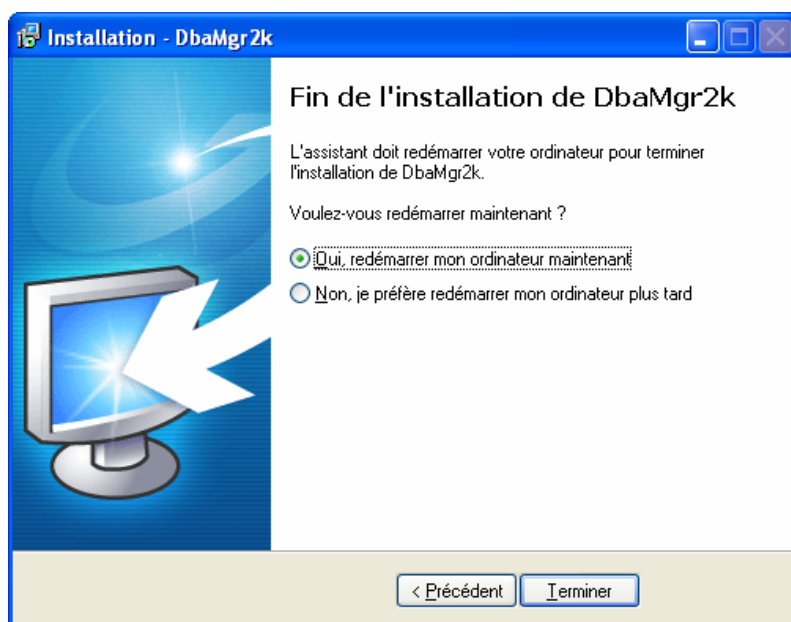 Installation - DbaMgr2k
Fin de l'installation de DbaMgr2k
L'assistant doit redémarrer votre ordinateur pour terminer
l'installation de DbaMgr2k.
Voulez-vous redémarrer maintenant ?
Oui, redémarrer mon ordinateur maintenant
Non, je préfère redémarrer mon ordinateur plus tard
< Précédent
Terminer